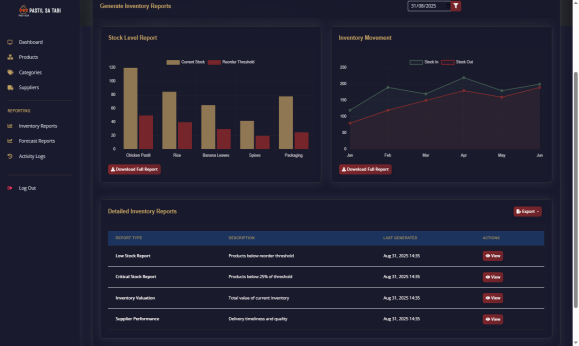 PASTIL SA TABI
Dashboard
Products
Categories
Suppliers
REPORTING
Inventory Reports
Forecast Reports
Activity Logs
Log Out
Generate Inventory Reports
31/08/2025
Stock Level Report
Current Stock
Reorder Threshold
120
100
80
60
40
20
0
Chicken Pastil
Rice
Banana Leaves
Spices
Packaging
Download Full Report
Inventory Movement
Stock In
Stock Out
250
200
150
100
50
0
Jan
Feb
Mar
Apr
May
Jun
Download Full Report
Detailed Inventory Reports
Export
REPORT TYPE DESCRIPTION LAST GENERATED ACTIONS
Low Stock Report Products below reorder threshold Aug 31, 2025 14:35 View
Critical Stock Report Products below 25% of threshold Aug 31, 2025 14:35 View
Inventory Valuation Total value of current inventory Aug 31, 2025 14:35 View
Supplier Performance Delivery timeliness and quality Aug 31, 2025 14:35 View